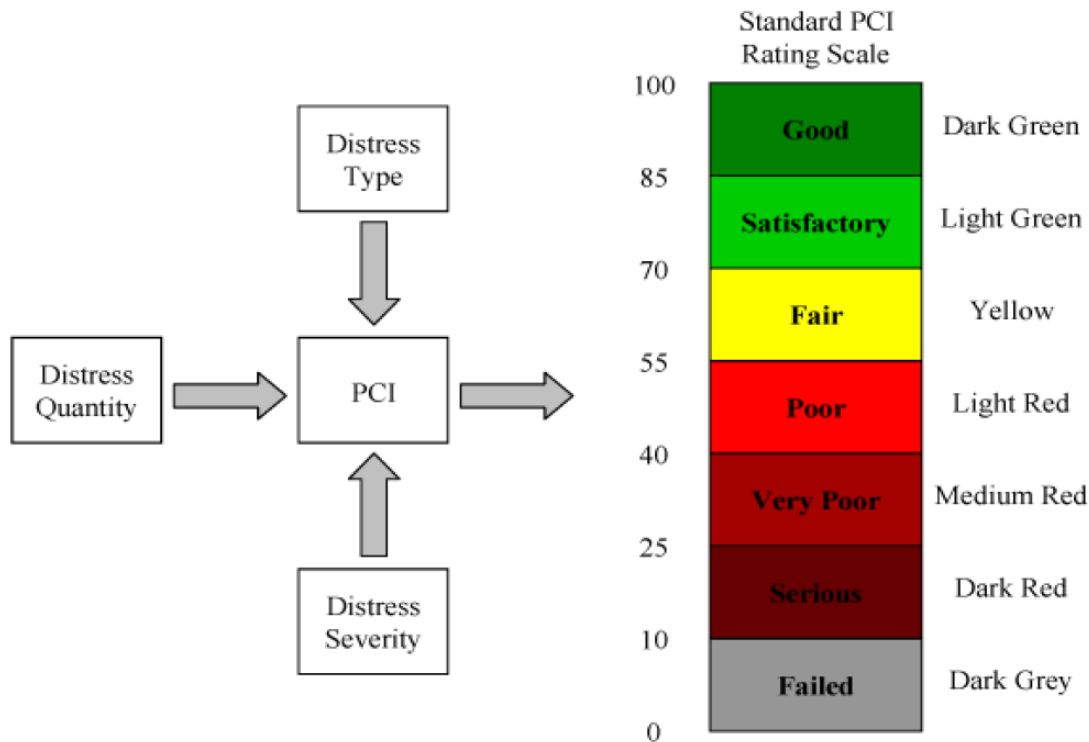 Distress
Type
Distress
Quantity
PCI
Distress
Severity
Standard PCI
Rating Scale
100
Good
Dark Green
85
Satisfactory
Light Green
70
Fair
Yellow
55
Poor
Light Red
40
Very Poor
Medium Red
25
Serious
Dark Red
10
Failed
Dark Grey
0